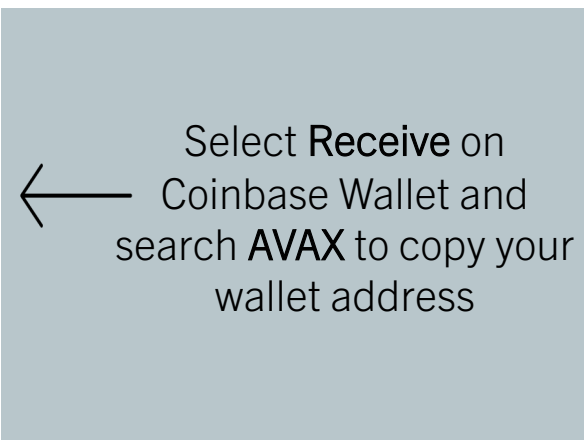 Select Receive on
Coinbase Wallet and
search AVAX to copy your
wallet address